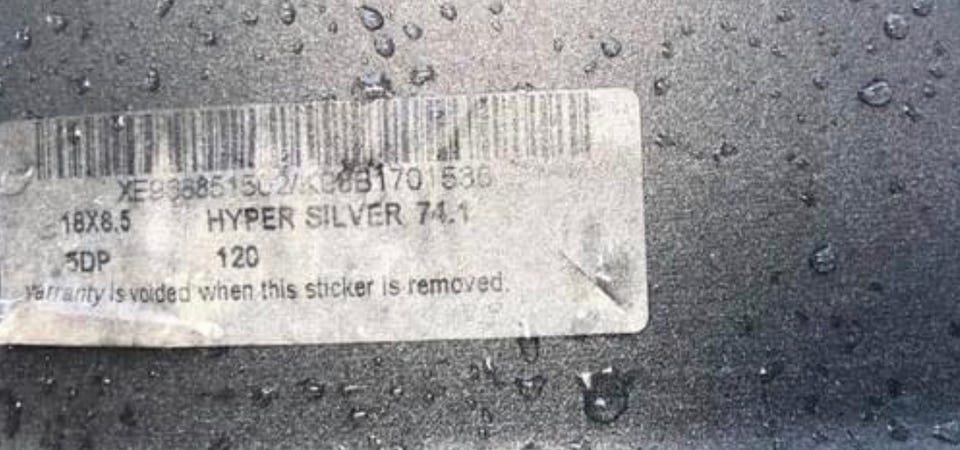 18X8.5 HYPER SILVER 74.1
5DP 120
Warranty is voided when this sticker is removed.